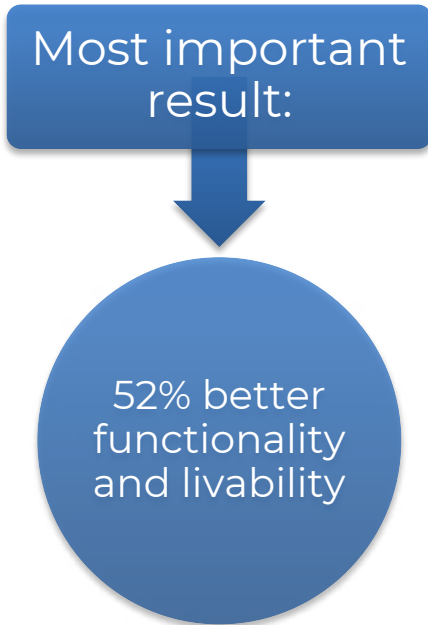 Most important
result:
52% better
functionality
and livability